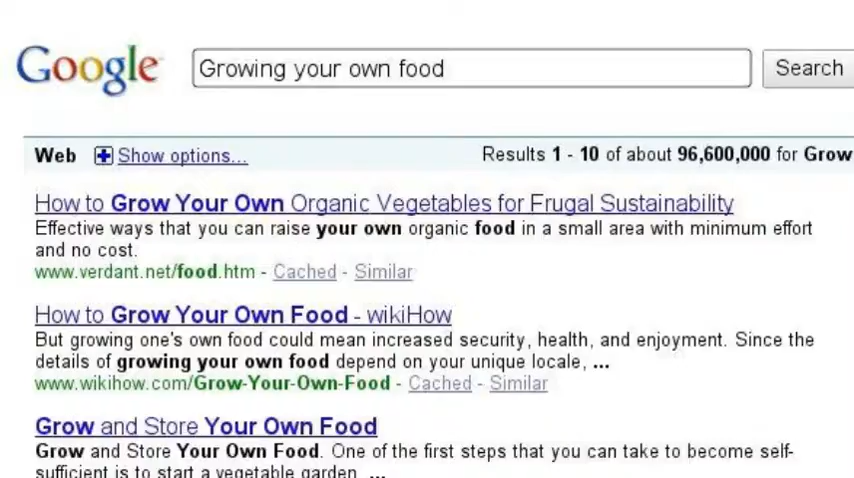 Google
Growing your own food
Search
Web Show options...
Results 1 - 10 of about 96,600,000 for Grow
How to Grow Your Own Organic Vegetables for Frugal Sustainability
Effective ways that you can raise your own organic food in a small area with minimum effort
and no cost.
www.verdant.net/food.htm - Cached - Similar
How to Grow Your Own Food - wikiHow
But growing one's own food could mean increased security, health, and enjoyment. Since the
details of growing your own food depend on your unique locale, ...
www.wikihow.com/Grow-Your-Own-Food - Cached - Similar
Grow and Store Your Own Food
Grow and Store Your Own Food. One of the first steps that you can take to become self-
sufficient is to start a vegetable garden. ...